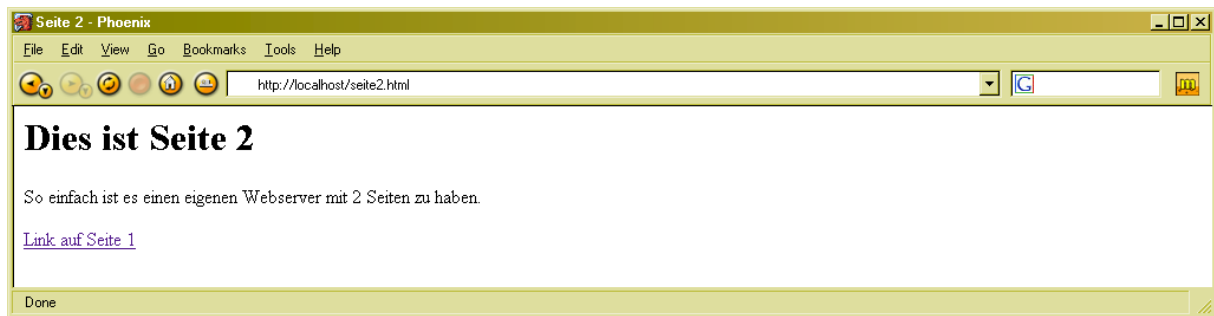 Seite 2 - Phoenix
File Edit View Go Bookmarks Tools Help
http://localhost/seite2.html G
Dies ist Seite 2
So einfach ist es einen eigenen Webserver mit 2 Seiten zu haben.
Link auf Seite 1
Done